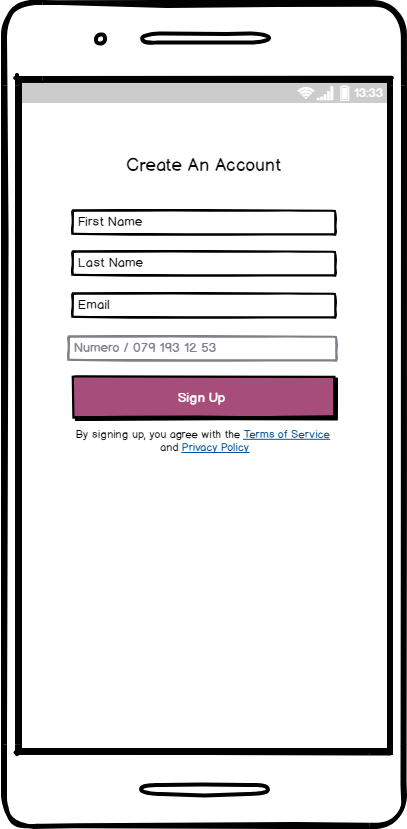 13:33
Create An Account
First Name
Last Name
Email
Numero / 079 193 12 53
Sign Up
By signing up, you agree with the Terms of Service
and Privacy Policy